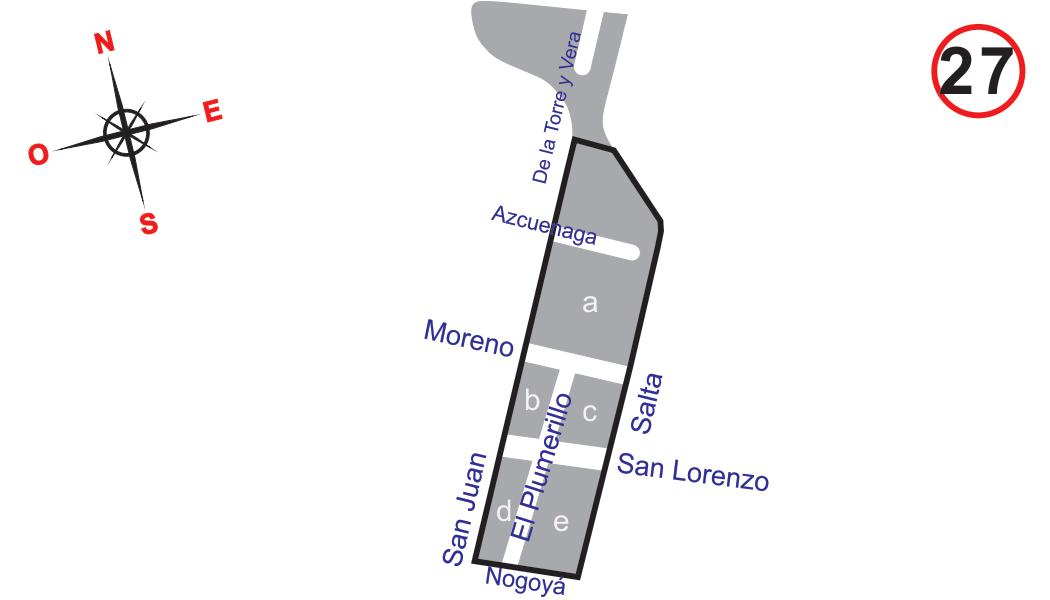 N
E
O
S
27
De la Torre y Vera
Azcuenaga
a
Moreno
b
c
Salta
El Plumerillo
San Lorenzo
San Juan
d
e
Nogoyá